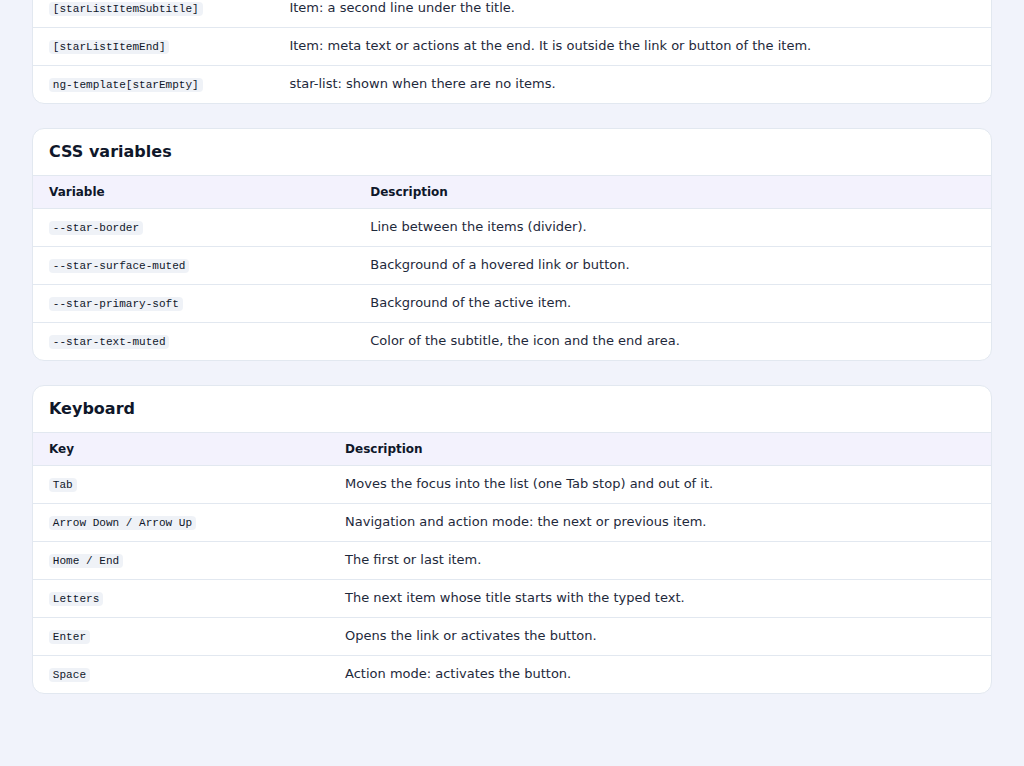 [starListItemSubtitle] Item: a second line under the title.
[starListItemEnd] Item: meta text or actions at the end. It is outside the link or button of the item.
ng-template[starEmpty] star-list: shown when there are no items.
CSS variables
Variable Description
--star-border Line between the items (divider).
--star-surface-muted Background of a hovered link or button.
--star-primary-soft Background of the active item.
--star-text-muted Color of the subtitle, the icon and the end area.
Keyboard
Key Description
Tab Moves the focus into the list (one Tab stop) and out of it.
Arrow Down / Arrow Up Navigation and action mode: the next or previous item.
Home / End The first or last item.
Letters The next item whose title starts with the typed text.
Enter Opens the link or activates the button.
Space Action mode: activates the button.